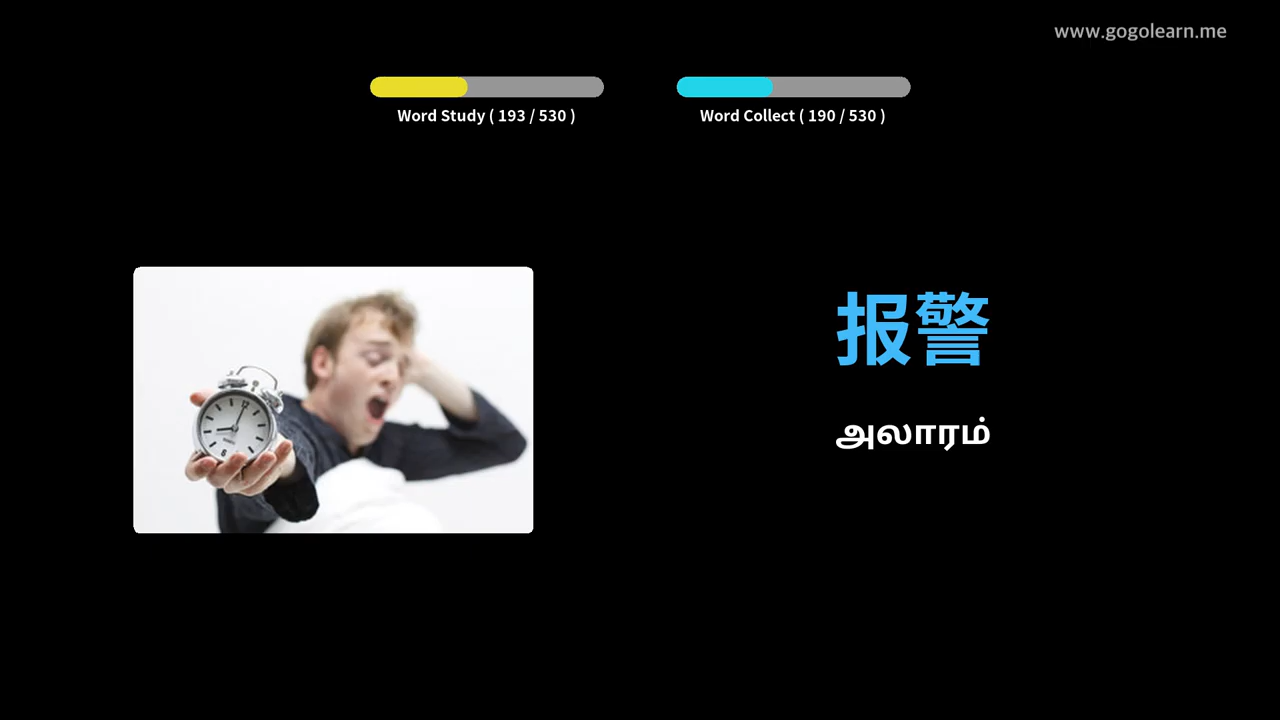 www.gogolearn.me
Word Study ( 193 / 530 )
Word Collect ( 190 / 530 )
报警
அலாரம்